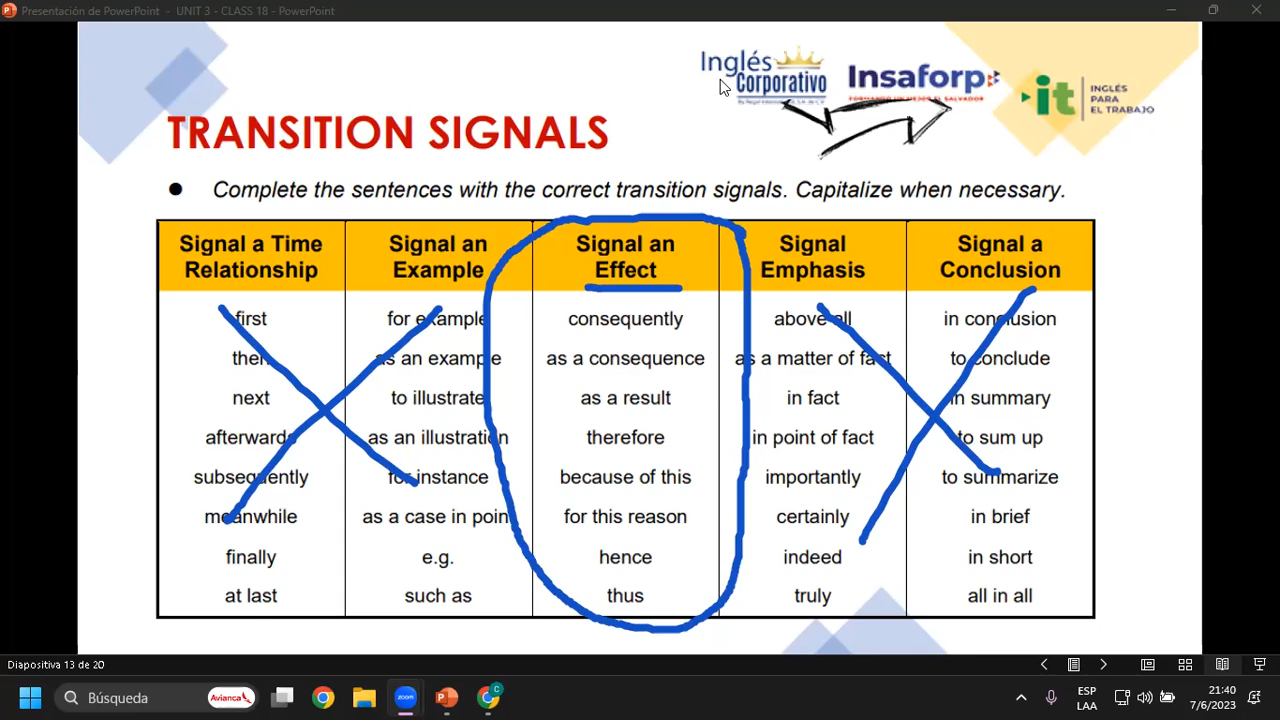 Presentación de PowerPoint - UNIT 3 - CLASS 18 - PowerPoint
Inglés
Corporativo
Insaforp
it
INGLÉS
PARA
EL TRABAJO
TRANSITION SIGNALS
● Complete the sentences with the correct transition signals. Capitalize when necessary.
Signal a Time Relationship Signal an Example Signal an Effect Signal Emphasis Signal a Conclusion
first for example consequently above all in conclusion
then as an example as a consequence as a matter of fact to conclude
next to illustrate as a result in fact in summary
afterwards as an illustration therefore in point of fact to sum up
subsequently for instance because of this importantly to summarize
meanwhile as a case in point for this reason certainly in brief
finally e.g. hence indeed in short
at last such as thus truly all in all
Diapositiva 13 de 20
Búsqueda
Avianca
zoom
C
ESP
LAA
21:40
7/6/2023